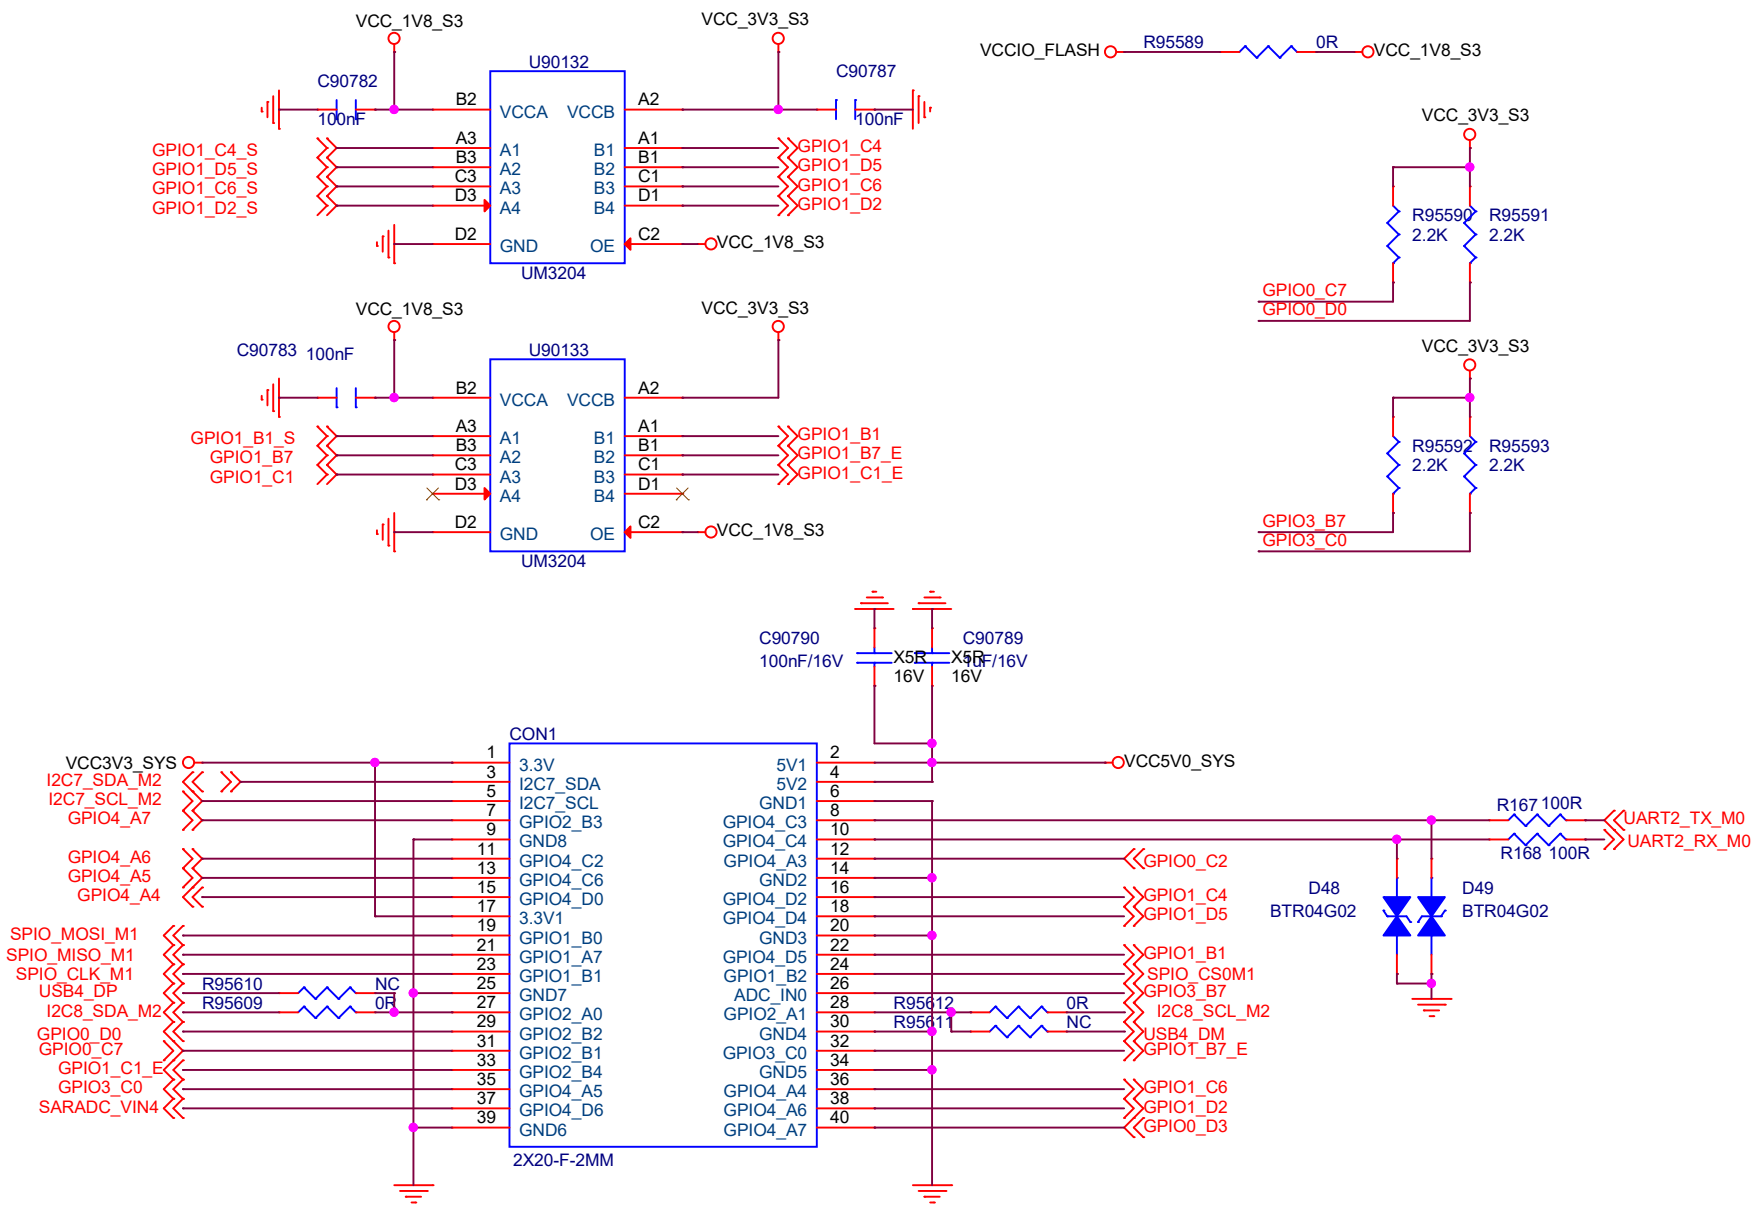 VCC_1V8_S3
VCC_3V3_S3
C90782
100nF
U90132
C90787
100nF
B2 VCCA VCCB A2
GPIO1_C4_S A3 A1 B1 A1 GPIO1_C4
GPIO1_D5_S B3 A2 B2 B1 GPIO1_D5
GPIO1_C6_S C3 A3 B3 C1 GPIO1_C6
GPIO1_D2_S D3 A4 B4 D1 GPIO1_D2
D2 GND OE C2 VCC_1V8_S3
UM3204
VCCIO_FLASH R95589 0R VCC_1V8_S3
VCC_3V3_S3
R95590 R95591
2.2K 2.2K
GPIO0_C7
GPIO0_D0
VCC_1V8_S3
VCC_3V3_S3
C90783 100nF
U90133
B2 VCCA VCCB A2
GPIO1_B1_S A3 A1 B1 A1 GPIO1_B1
GPIO1_B7 B3 A2 B2 B1 GPIO1_B7_E
GPIO1_C1 C3 A3 B3 C1 GPIO1_C1_E
D3 A4 B4 D1
D2 GND OE C2 VCC_1V8_S3
UM3204
VCC_3V3_S3
R95592 R95593
2.2K 2.2K
GPIO3_B7
GPIO3_C0
C90790 C90789
100nF/16V X5R X5R 1uF/16V
16V 16V
CON1
VCC3V3_SYS 1 3.3V 5V1 2 VCC5V0_SYS
I2C7_SDA_M2 3 I2C7_SDA 5V2 4
I2C7_SCL_M2 5 I2C7_SCL GND1 6
GPIO4_A7 7 GPIO2_B3 GPIO4_C3 8 R167 100R UART2_TX_M0
9 GND8 GPIO4_C4 10 R168 100R UART2_RX_M0
GPIO4_A6 11 GPIO4_C2 GPIO4_A3 12 GPIO0_C2
GPIO4_A5 13 GPIO4_C6 GND2 14
GPIO4_A4 15 GPIO4_D0 GPIO4_D2 16 GPIO1_C4
17 3.3V1 GPIO4_D4 18 GPIO1_D5
SPIO_MOSI_M1 19 GPIO1_B0 GND3 20
SPIO_MISO_M1 21 GPIO1_A7 GPIO4_D5 22 GPIO1_B1
SPIO_CLK_M1 23 GPIO1_B1 GPIO1_B2 24 SPIO_CS0M1
USB4_DP R95610 NC 25 GND7 ADC_IN0 26 GPIO3_B7
I2C8_SDA_M2 R95609 0R 27 GPIO2_A0 GPIO2_A1 28 R95612 0R I2C8_SCL_M2
GPIO0_D0 29 GPIO2_B2 GND4 30 R95611 NC USB4_DM
GPIO0_C7 31 GPIO2_B1 GPIO3_C0 32 GPIO1_B7_E
GPIO1_C1_E 33 GPIO2_B4 GND5 34
GPIO3_C0 35 GPIO4_A5 GPIO4_A4 36 GPIO1_C6
SARADC_VIN4 37 GPIO4_D6 GPIO4_A6 38 GPIO1_D2
39 GND6 GPIO4_A7 40 GPIO0_D3
2X20-F-2MM
D48 D49
BTR04G02 BTR04G02